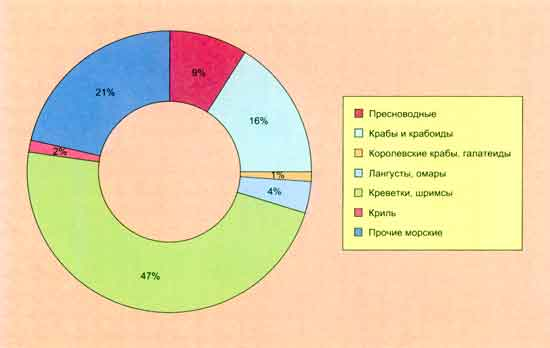 9%
16%
1%
4%
47%
2%
21%
Пресноводные
Крабы и крабоиды
Королевские крабы, галатеиды
Лангусты, омары
Креветки, шримсы
Криль
Прочие морские